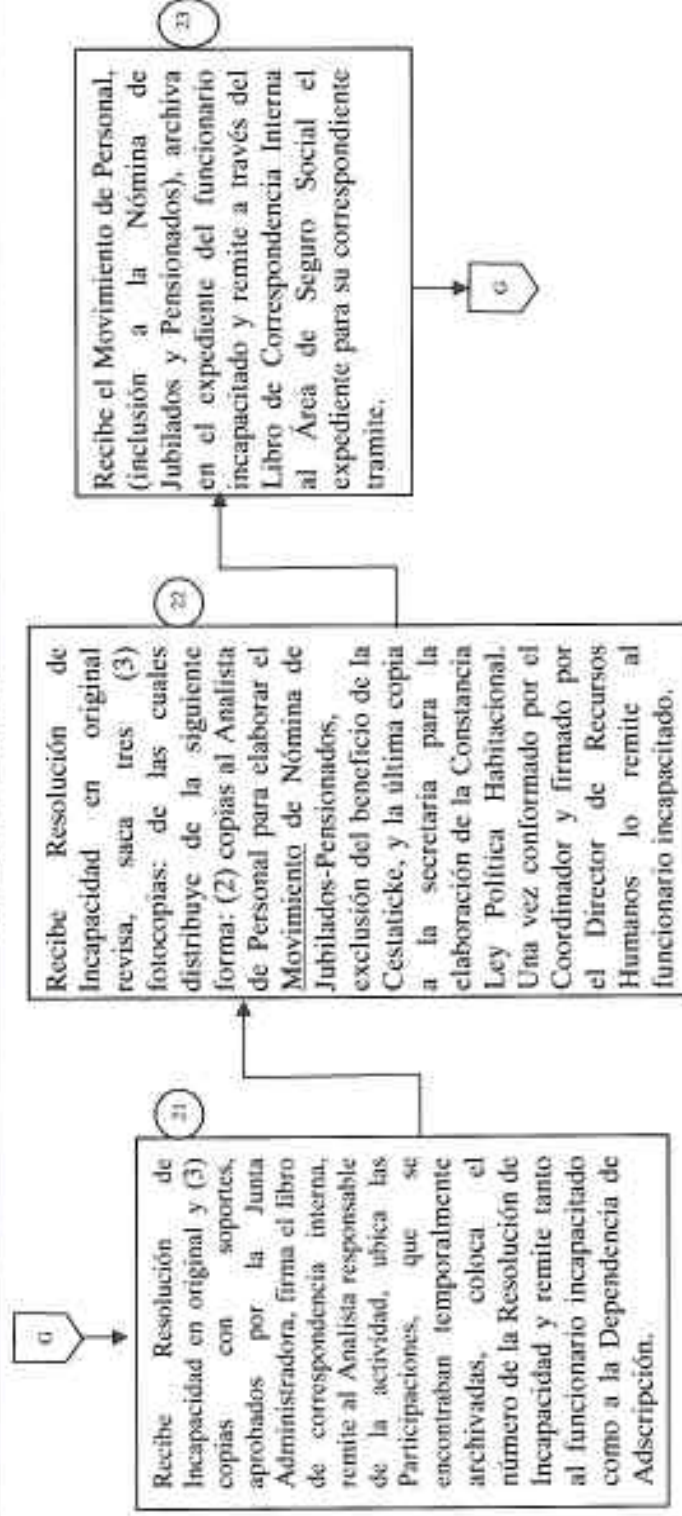 G
21
Recibe Resolución de
Incapacidad en original y (3)
copias con soportes,
aprobados por la Junta
Administradora, firma el libro
de correspondencia interna,
remite al Analista responsable
de la actividad, ubica las
Participaciones, que se
encontraban temporalmente
archivadas, coloca el
número de la Resolución de
Incapacidad y remite tanto
al funcionario incapacitado
como a la Dependencia de
Adscripción.
22
Recibe Resolución de
Incapacidad en original
revisa, saca tres (3)
fotocopias: de las cuales
distribuye de la siguiente
forma: (2) copias al Analista
de Personal para elaborar el
Movimiento de Nómina de
Jubilados-Pensionados,
exclusión del beneficio de la
Cestaticke, y la última copia
a la secretaria para la
elaboración de la Constancia
Ley Política Habitacional.
Una vez conformado por el
Coordinador y firmado por
el Director de Recursos
Humanos lo remite al
funcionario incapacitado.
23
Recibe el Movimiento de Personal,
(inclusión a la Nómina de
Jubilados y Pensionados), archiva
en el expediente del funcionario
incapacitado y remite a través del
Libro de Correspondencia Interna
al Área de Seguro Social el
expediente para su correspondiente
tramite.
G